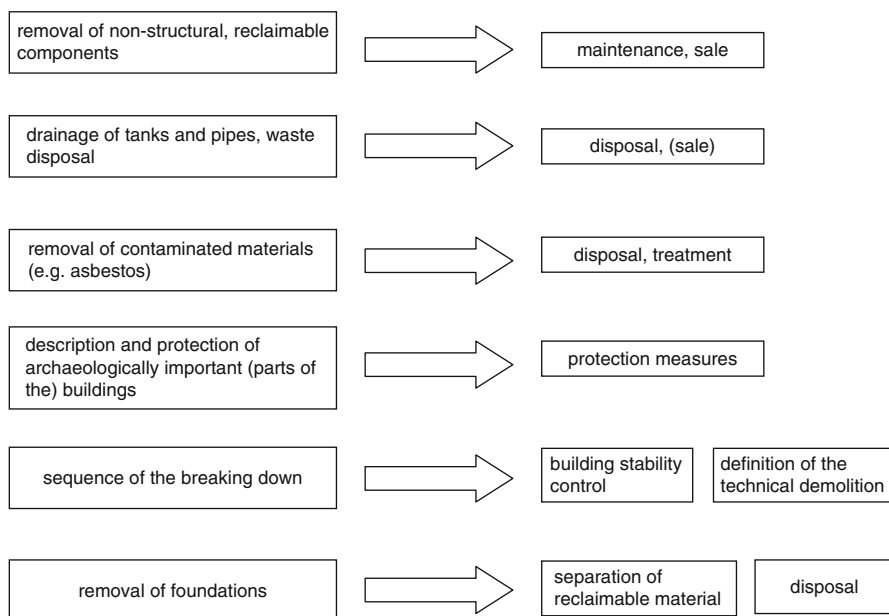 removal of non-structural, reclaimable
components
maintenance, sale
drainage of tanks and pipes, waste
disposal
disposal, (sale)
removal of contaminated materials
(e.g. asbestos)
disposal, treatment
description and protection of
archaeologically important (parts of
the) buildings
protection measures
sequence of the breaking down
building stability
control
definition of the
technical demolition
removal of foundations
separation of
reclaimable material
disposal